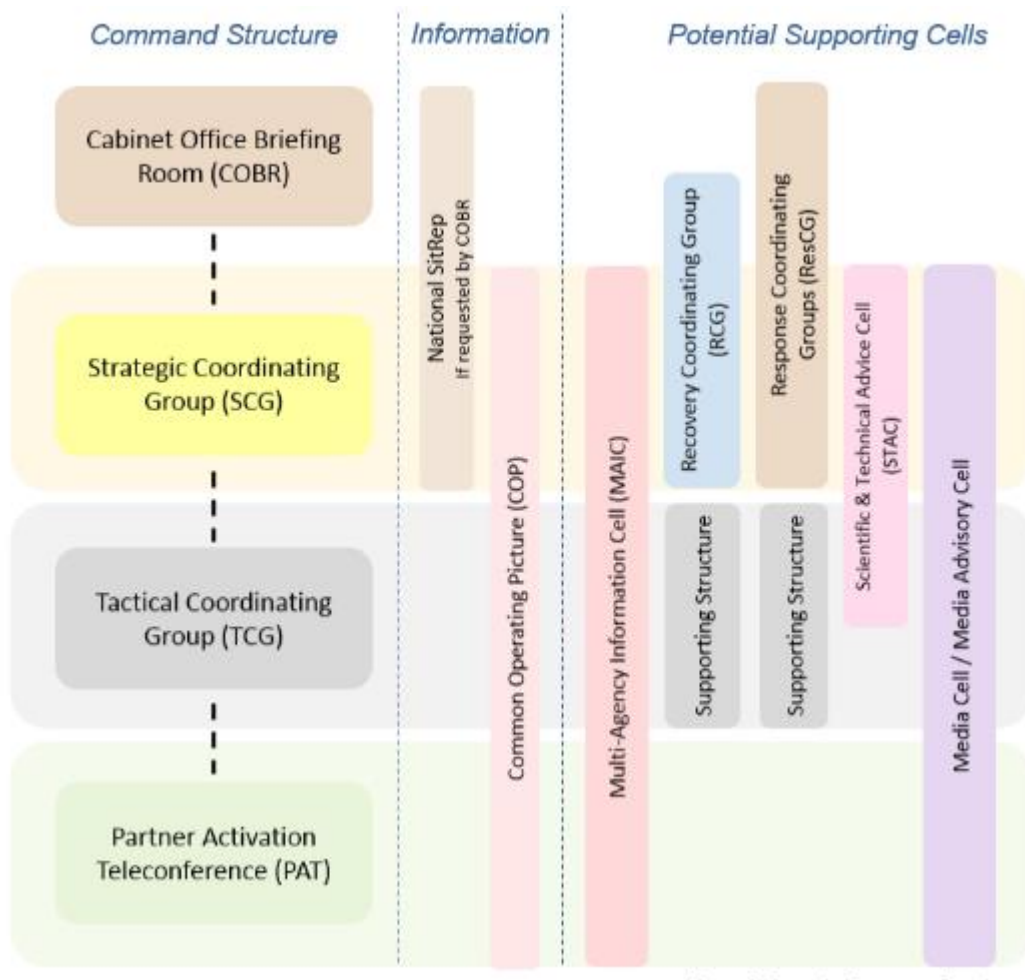 Command Structure
Information
Potential Supporting Cells
Cabinet Office Briefing
Room (COBR)
Strategic Coordinating
Group (SCG)
Tactical Coordinating
Group (TCG)
Partner Activation
Teleconference (PAT)
National SitRep
If requested by COBR
Common Operating Picture (COP)
Multi-Agency Information Cell (MAIC)
Recovery Coordinating Group
(RCG)
Supporting Structure
Response Coordinating
Groups (ResCG)
Supporting Structure
Scientific & Technical Advice Cell
(STAC)
Media Cell / Media Advisory Cell